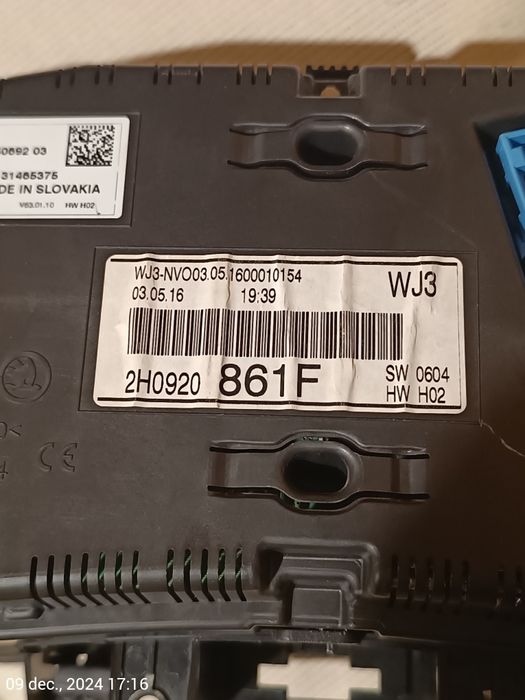 0692 03
31465375
DE IN SLOVAKIA
V63.01.10 HW H02
WJ3-NVO03.05.1600010154
03.05.16 19:39 WJ3
2H0920 861F SW 0604
HW H02
CE
09 dec., 2024 17:16